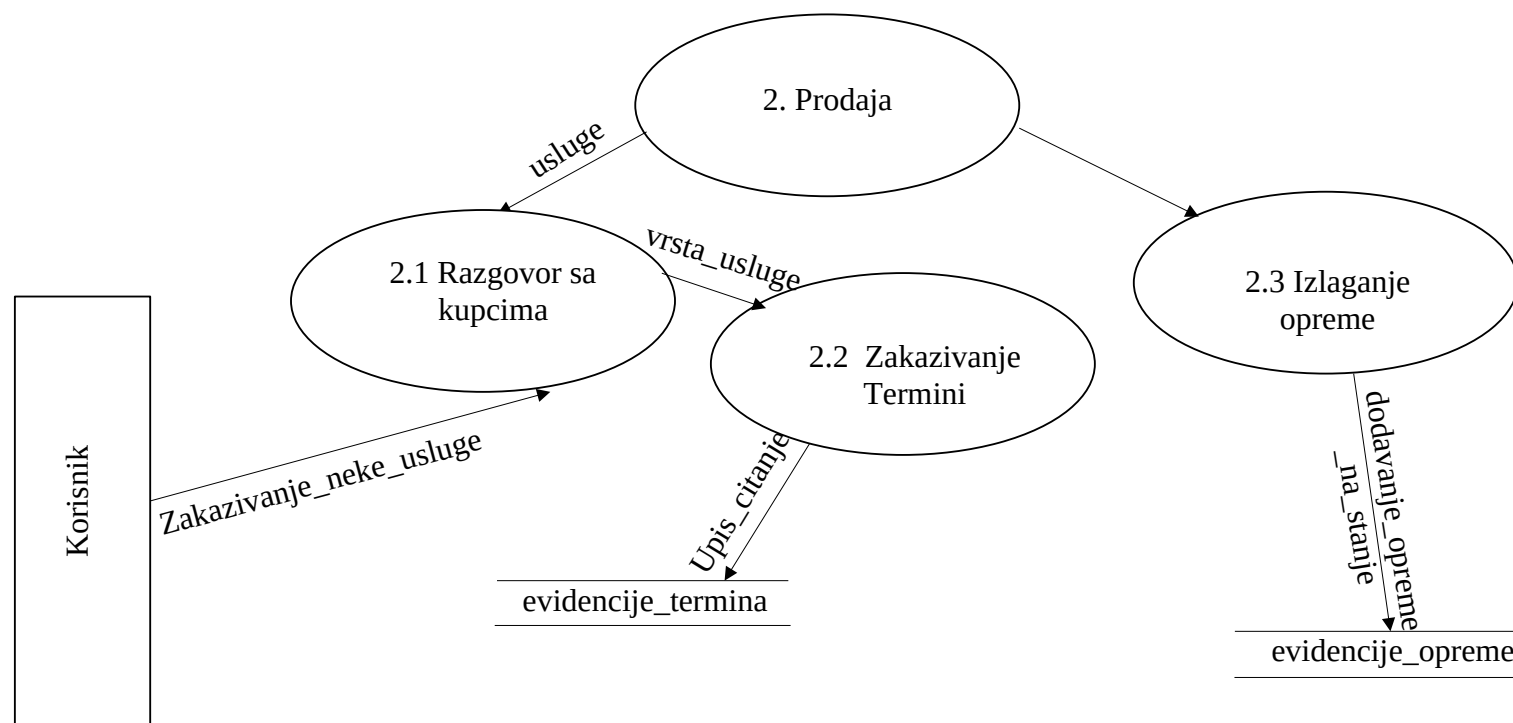 2. Prodaja
usluge
2.1 Razgovor sa
kupcima
vrsta_usluge
2.2 Zakazivanje
Termini
2.3 Izlaganje
opreme
Korisnik
Zakazivanje_neke_usluge
Upis_citanje
dodavanje_opreme
_na_stanje
evidencije_termina
evidencije_opreme